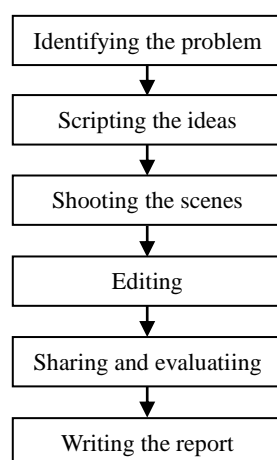 Identifying the problem
Scripting the ideas
Shooting the scenes
Editing
Sharing and evaluatiing
Writing the report